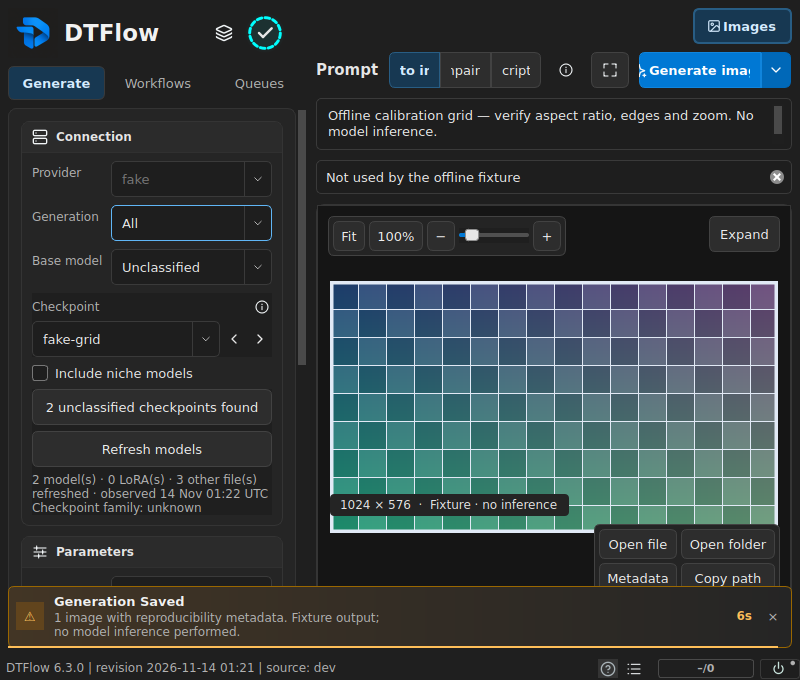 DTFlow
Images
Generate
Workflows
Queues
Prompt
to ir
npair
cript
Generate imag
Connection
Provider
fake
Generation
All
Base model
Unclassified
Checkpoint
fake-grid
Include niche models
2 unclassified checkpoints found
Refresh models
2 model(s) · 0 LoRA(s) · 3 other file(s)
refreshed · observed 14 Nov 01:22 UTC
Checkpoint family: unknown
Parameters
Offline calibration grid — verify aspect ratio, edges and zoom. No
model inference.
Not used by the offline fixture
Fit
100%
−
+
Expand
1024 × 576 · Fixture · no inference
Open file
Open folder
Metadata
Copy path
Generation Saved
1 image with reproducibility metadata. Fixture output;
no model inference performed.
6s
×
DTFlow 6.3.0 | revision 2026-11-14 01:21 | source: dev
–/0